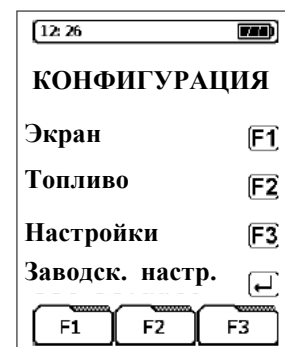 12:26
КОНФИГУРАЦИЯ
Экран F1
Топливо F2
Настройки F3
Заводск. настр.
F1 F2 F3